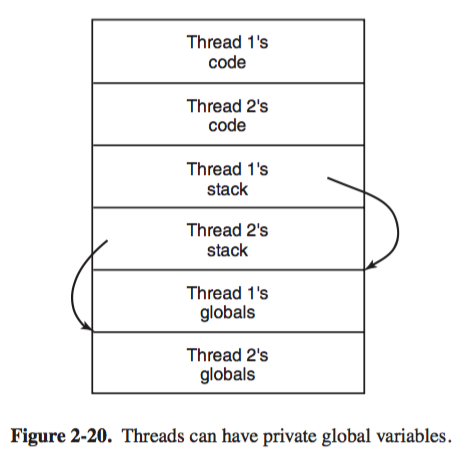 Thread 1's
code
Thread 2's
code
Thread 1's
stack
Thread 2's
stack
Thread 1's
globals
Thread 2's
globals
Figure 2-20. Threads can have private global variables.